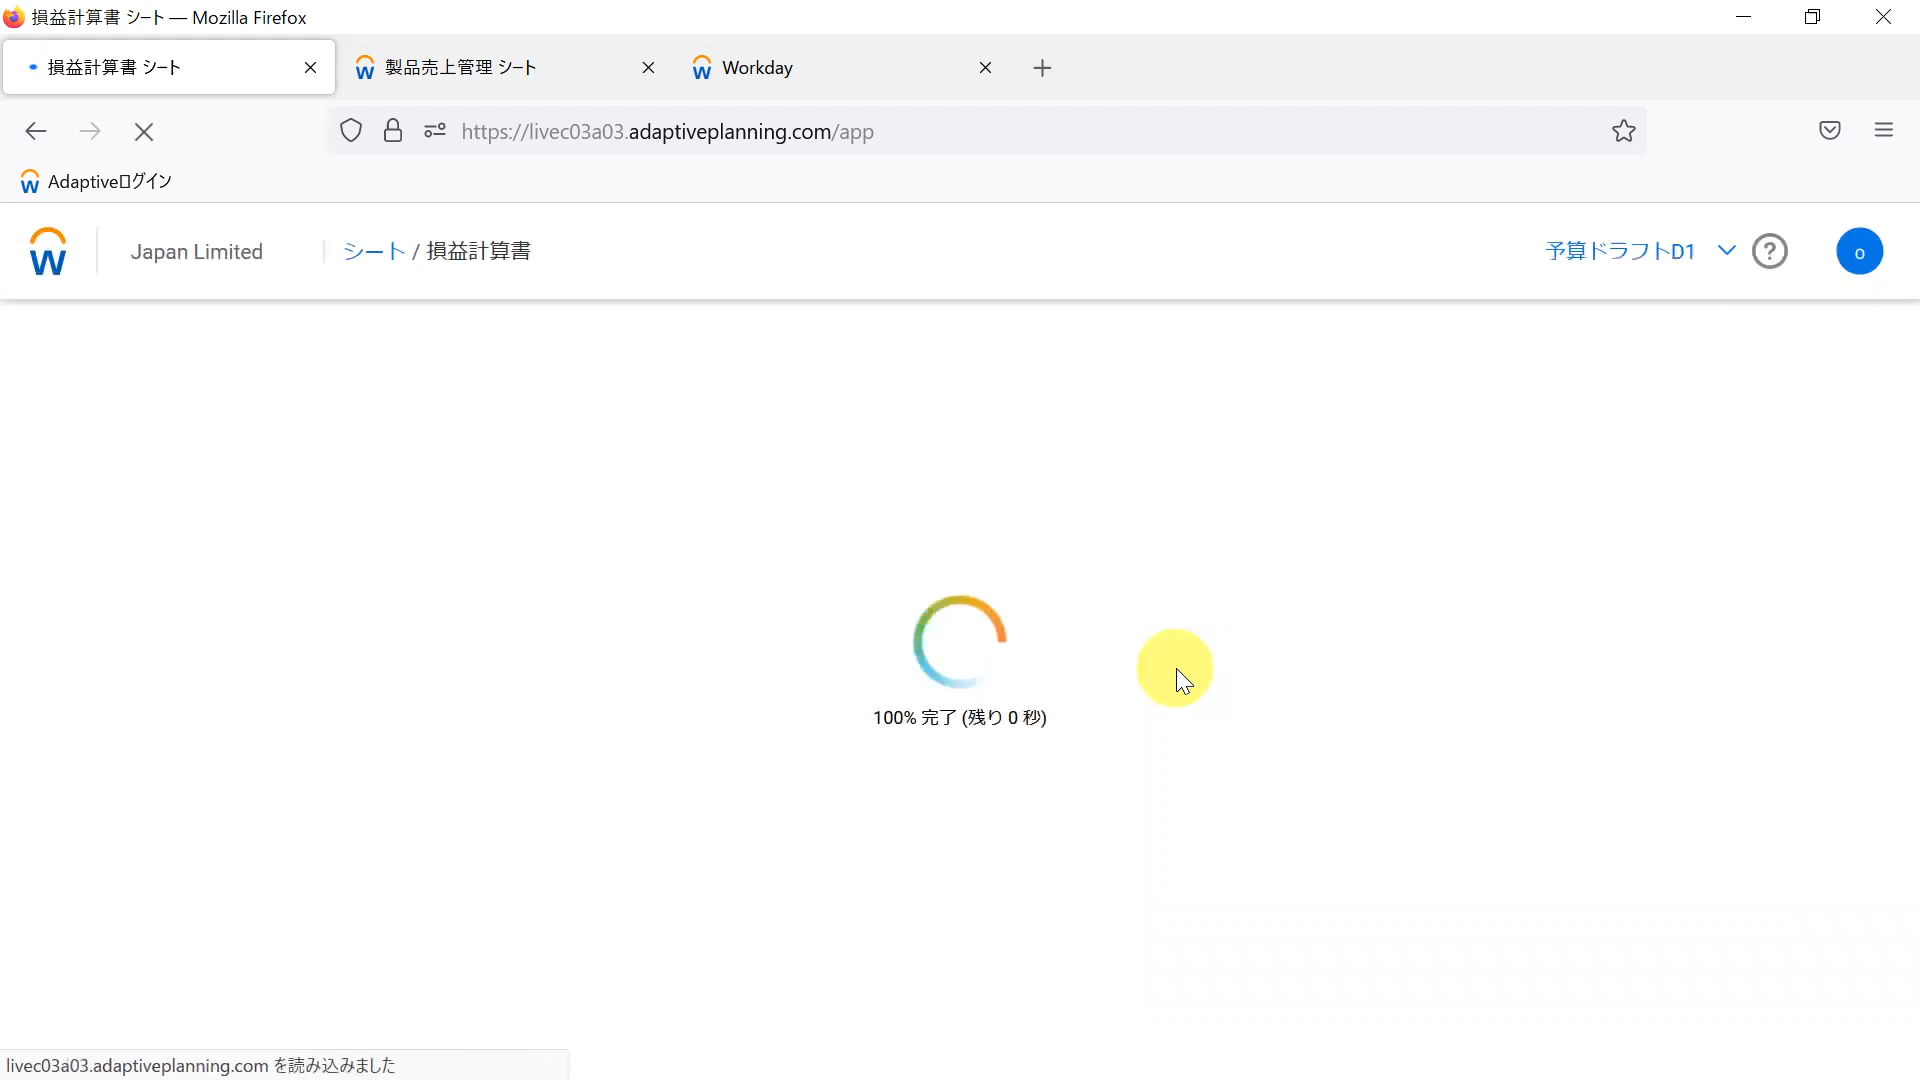 損益計算書 シート — Mozilla Firefox
損益計算書 シート
製品売上管理 シート
Workday
https://livec03a03.adaptiveplanning.com/app
Adaptiveログイン
Japan Limited
シート / 損益計算書
予算ドラフトD1
?
o
100% 完了 (残り 0 秒)
livec03a03.adaptiveplanning.com を読み込みました